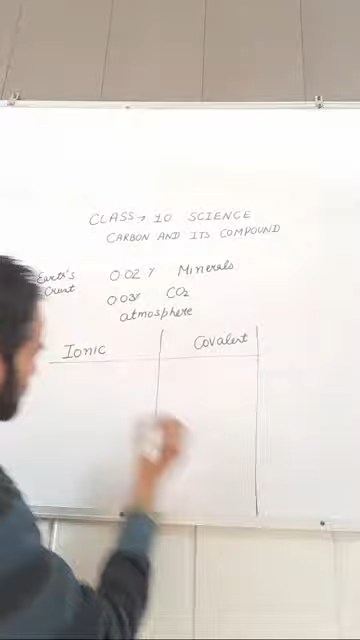 CLASS → 10 SCIENCE
CARBON AND ITS COMPOUND
Earth's 0.02 % Minerals
Crust 0.03% CO2
atmosphere
Ionic Covalent